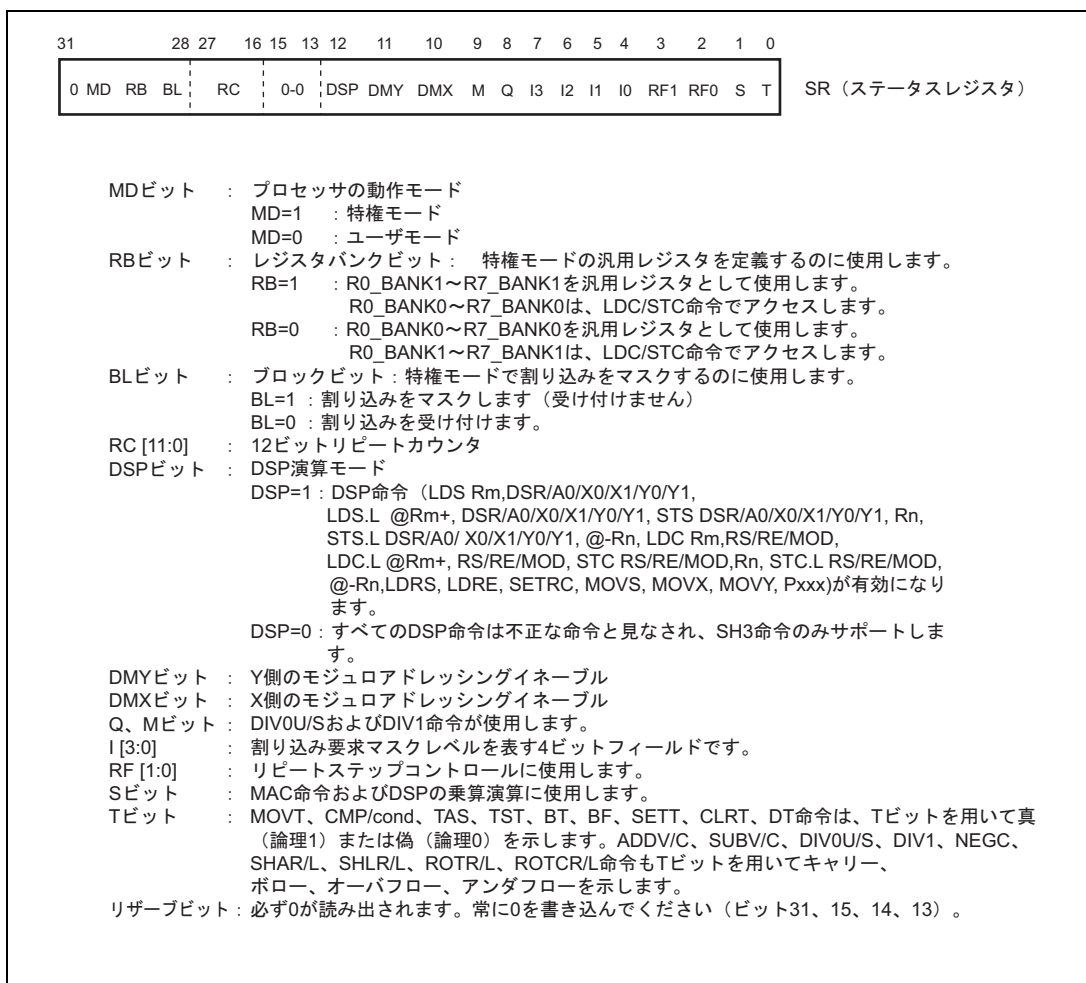 31 28 27 16 15 13 12 11 10 9 8 7 6 5 4 3 2 1 0
0 MD RB BL RC 0-0 DSP DMY DMX M Q I3 I2 I1 I0 RF1 RF0 S T SR（ステータスレジスタ）
MDビット : プロセッサの動作モード
MD=1 : 特権モード
MD=0 : ユーザモード
RBビット : レジスタバンクビット : 特権モードの汎用レジスタを定義するのに使用します。
RB=1 : R0_BANK1～R7_BANK1を汎用レジスタとして使用します。
R0_BANK0～R7_BANK0は、LDC/STC命令でアクセスします。
RB=0 : R0_BANK0～R7_BANK0を汎用レジスタとして使用します。
R0_BANK1～R7_BANK1は、LDC/STC命令でアクセスします。
BLビット : ブロックビット : 特権モードで割り込みをマスクするのに使用します。
BL=1 : 割り込みをマスクします（受け付けません）
BL=0 : 割り込みを受け付けます。
RC [11:0] : 12ビットリピートカウンタ
DSPビット : DSP演算モード
DSP=1 : DSP命令（LDS Rm,DSR/A0/X0/X1/Y0/Y1,
LDS.L @Rm+, DSR/A0/X0/X1/Y0/Y1, STS DSR/A0/X0/X1/Y0/Y1, Rn,
STS.L DSR/A0/ X0/X1/Y0/Y1, @-Rn, LDC Rm,RS/RE/MOD,
LDC.L @Rm+, RS/RE/MOD, STC RS/RE/MOD,Rn, STC.L RS/RE/MOD,
@-Rn,LDRS, LDRE, SETRC, MOVS, MOVX, MOVY, Pxxx)が有効になり
ます。
DSP=0 : すべてのDSP命令は不正な命令と見なされ、SH3命令のみサポートしま
す。
DMYビット : Y側のモジュロアドレッシングイネーブル
DMXビット : X側のモジュロアドレッシングイネーブル
Q、Mビット : DIV0U/SおよびDIV1命令が使用します。
I [3:0] : 割り込み要求マスクレベルを表す4ビットフィールドです。
RF [1:0] : リピートステップコントロールに使用します。
Sビット : MAC命令およびDSPの乗算演算に使用します。
Tビット : MOVT、CMP/cond、TAS、TST、BT、BF、SETT、CLRT、DT命令は、Tビットを用いて真
（論理1）または偽（論理0）を示します。ADDV/C、SUBV/C、DIV0U/S、DIV1、NEGC、
SHAR/L、SHLR/L、ROTR/L、ROTCR/L命令もTビットを用いてキャリー、
ボロー、オーバフロー、アンダフローを示します。
リザーブビット : 必ず0が読み出されます。常に0を書き込んでください（ビット31、15、14、13）。